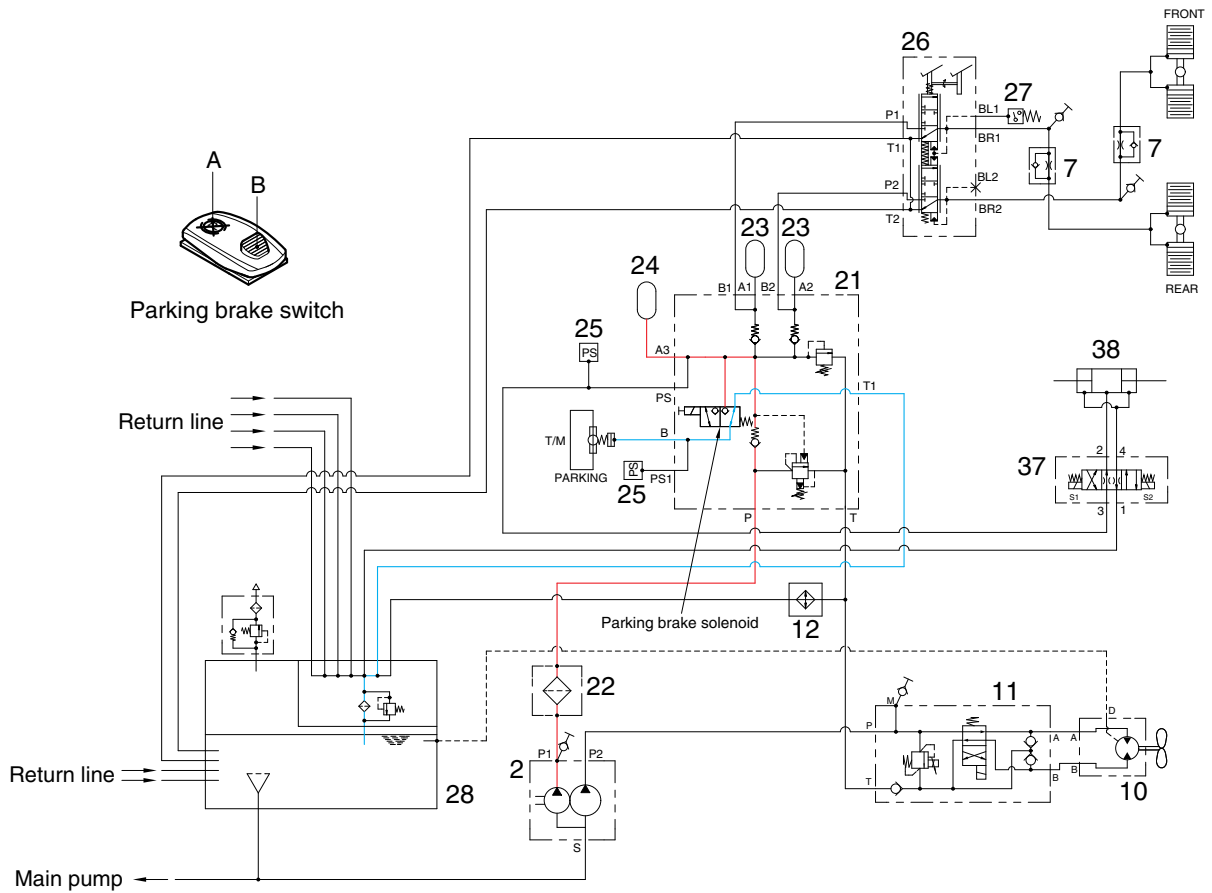 FRONT
26
27
BL1
P1
BR1
T1
7
7
A
B
BL2
P2
BR2
T2
23
23
24
21
REAR
Parking brake switch
B1
A1
B2
A2
25
PS
A3
38
T1
PS
Return line
T/M
B
2
4
PARKING
PS
PS1
37
25
S1
S2
3
1
P
T
Parking brake solenoid
12
22
11
M
D
P
A
A
P1
P2
Return line
2
T
B
B
28
10
S
Main pump